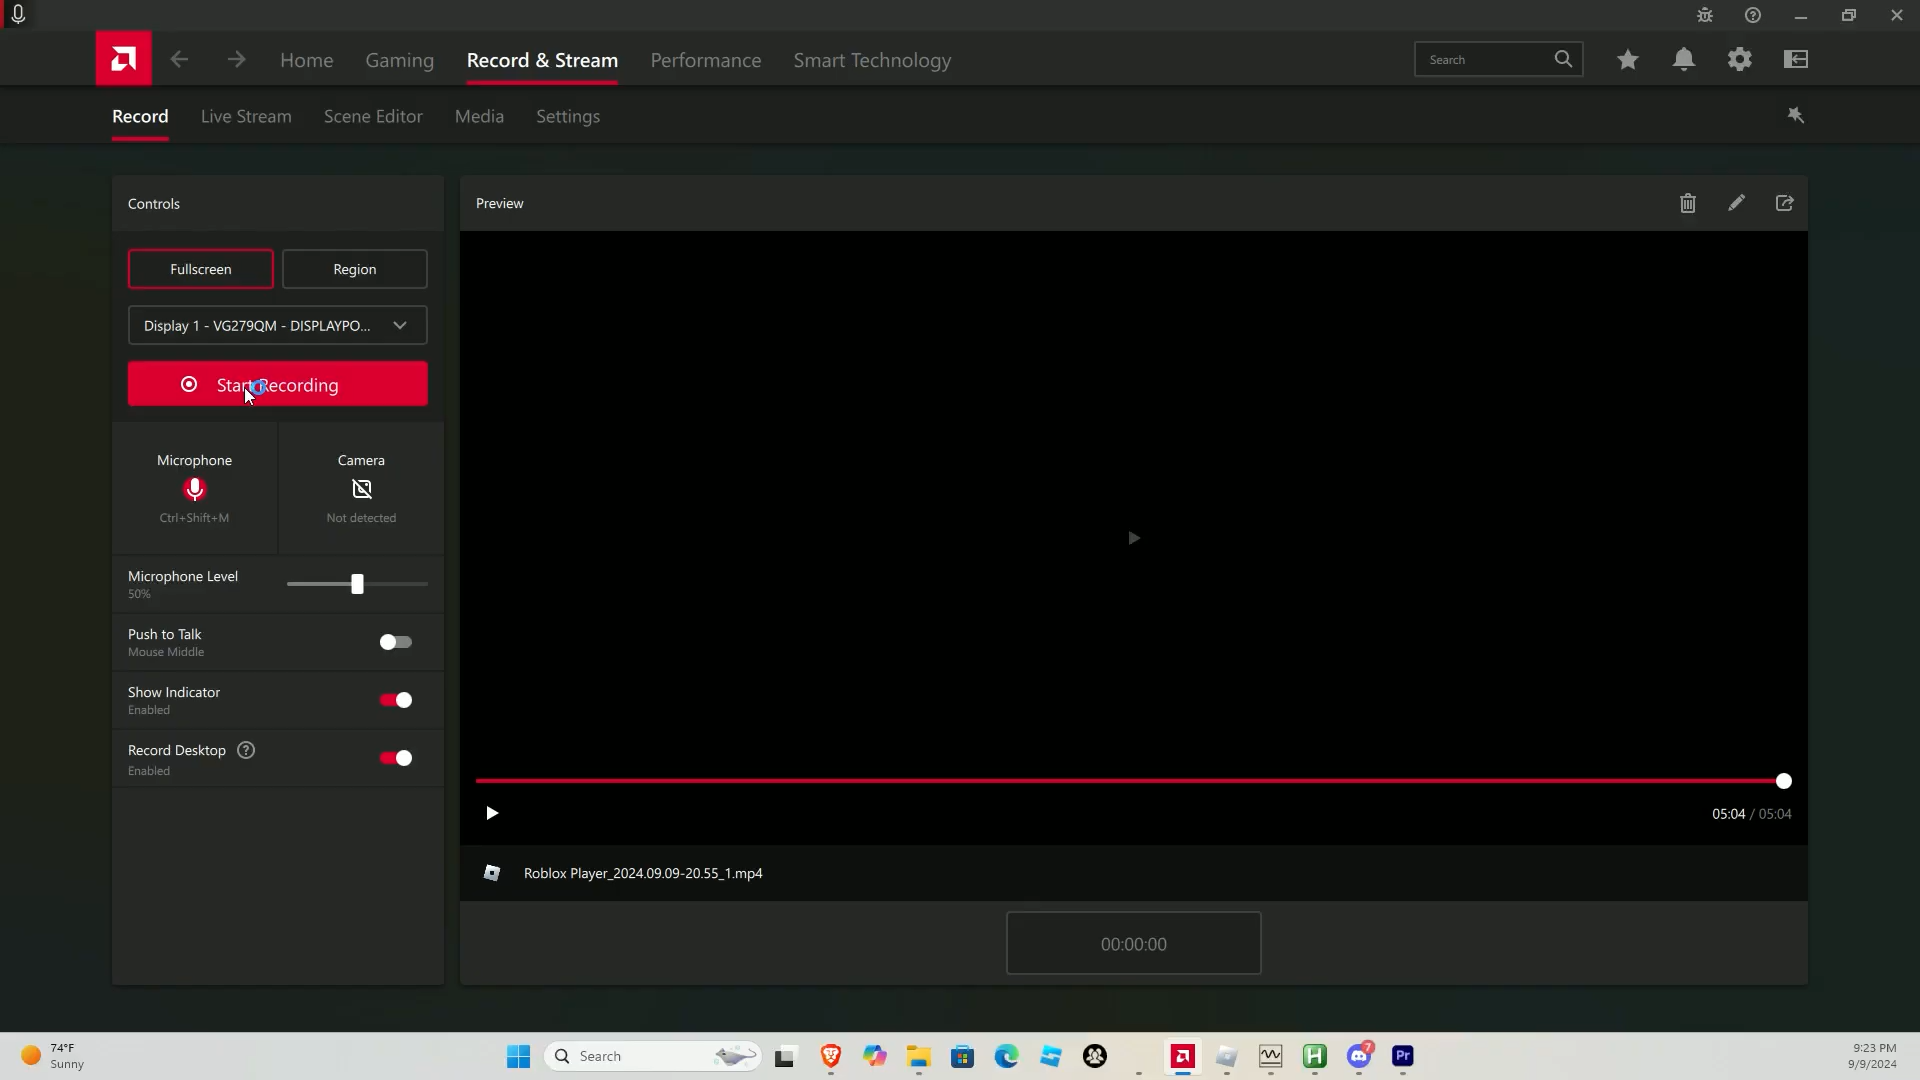 Home
Gaming
Record & Stream
Performance
Smart Technology
Search
Record
Live Stream
Scene Editor
Media
Settings
Controls
Preview
Fullscreen
Region
Display 1 - VG279QM - DISPLAYPO...
Start Recording
Microphone
Ctrl+Shift+M
Camera
Not detected
Microphone Level
50%
Push to Talk
Mouse Middle
Show Indicator
Enabled
Record Desktop
Enabled
05:04 / 05:04
Roblox Player_2024.09.09-20.55_1.mp4
00:00:00
74°F
Sunny
Search
H
7
Pr
9:23 PM
9/9/2024